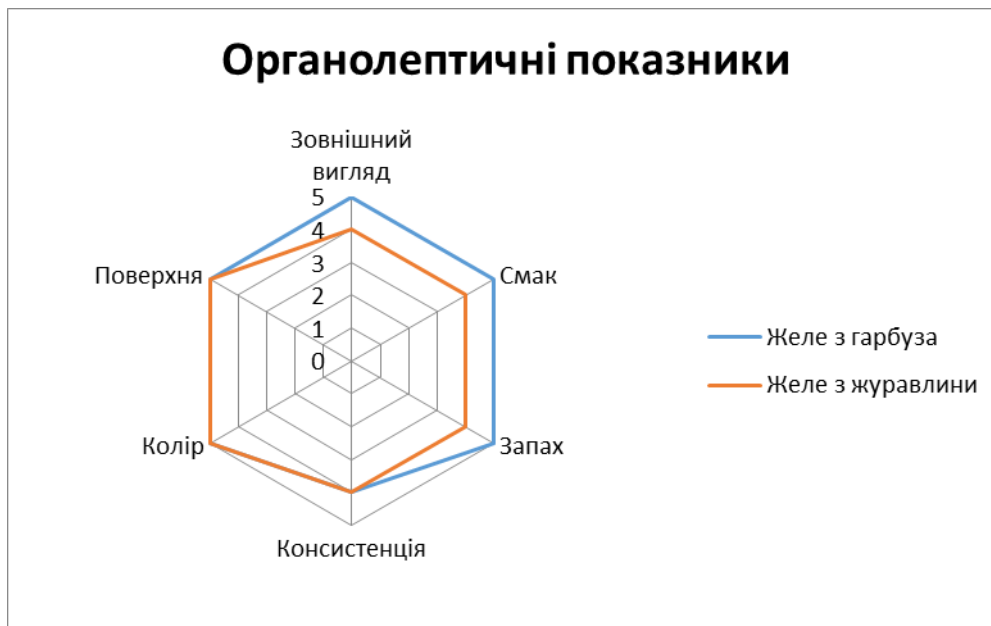 Органолептичні показники
Зовнішний
вигляд
5
4
3
2
1
0
Поверхня
Смак
Колір
Запах
Консистенція
Желе з гарбуза
Желе з журавлини